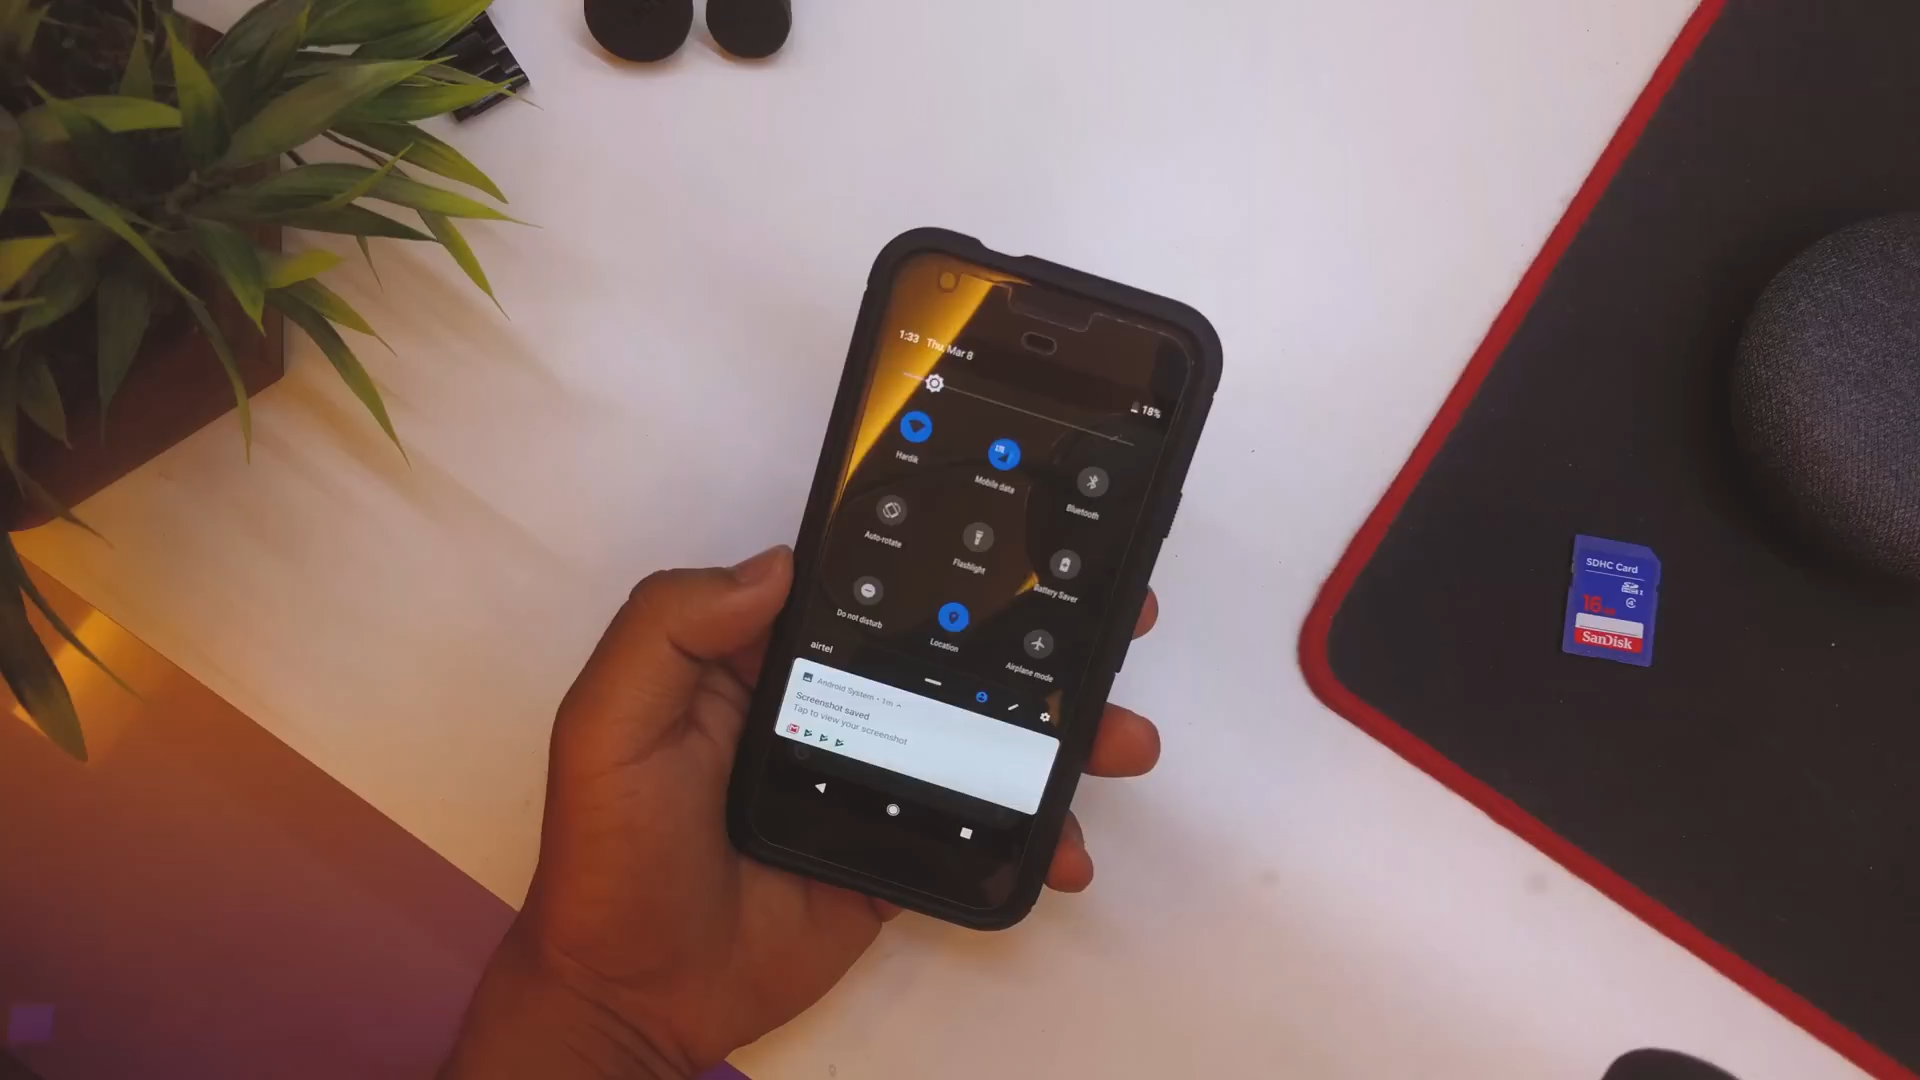 1:33 Thu, Mar 8
18%
Hardik
Mobile data
Bluetooth
Auto-rotate
Flashlight
Battery Saver
Do not disturb
Location
Airplane mode
airtel
Android System • 1m
Screenshot saved
Tap to view your screenshot
SDHC Card
16
SanDisk